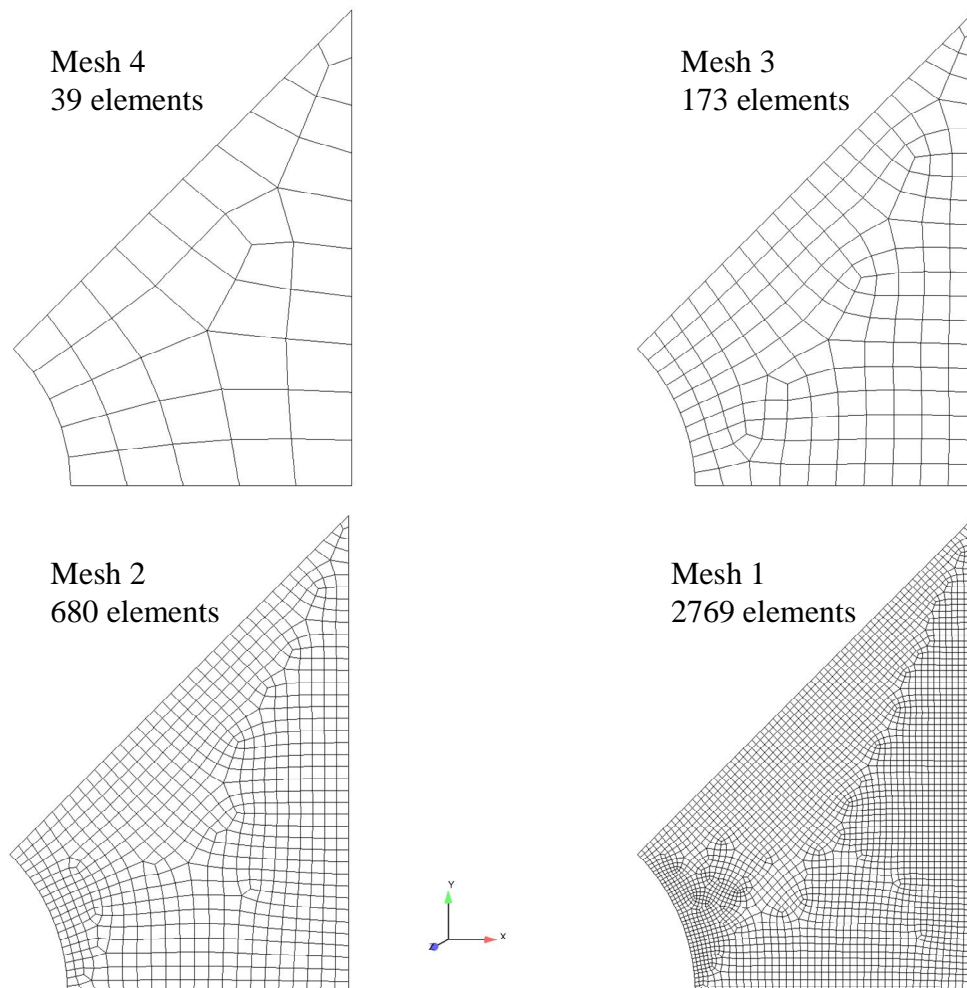 Mesh 4
39 elements
Mesh 3
173 elements
Mesh 2
680 elements
Mesh 1
2769 elements
Y
Z
X